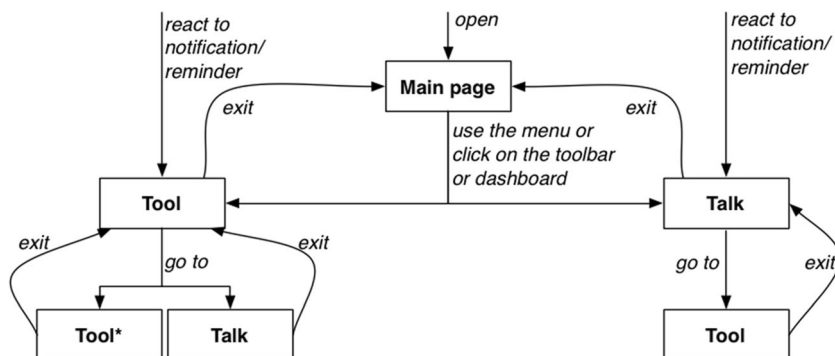 react to
notification/
reminder
open
react to
notification/
reminder
Main page
exit
exit
use the menu or
click on the toolbar
or dashboard
Tool
Talk
exit
go to
exit
go to
exit
Tool*
Talk
Tool